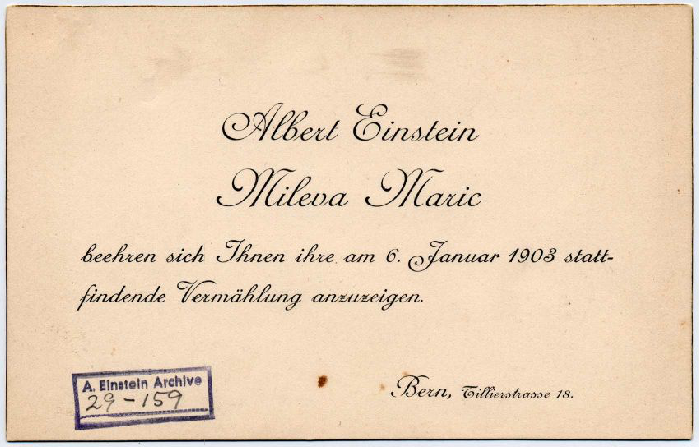 Albert Einstein
Mileva Maric
beehren sich Ihnen ihre am 6. Januar 1903 statt-
findende Vermählung anzuzeigen.
Bern, Tillierstrasse 18.
A. Einstein Archive
29-159